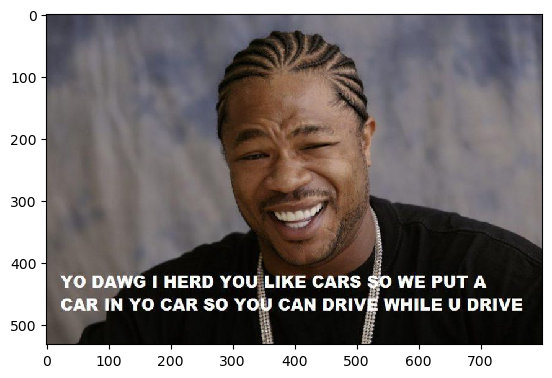 0
100
200
300
400
500
YO DAWG I HERD YOU LIKE CARS SO WE PUT A
CAR IN YO CAR SO YOU CAN DRIVE WHILE U DRIVE
0 100 200 300 400 500 600 700